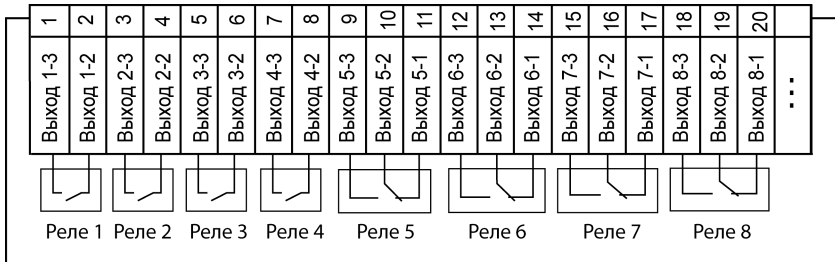 1 2 3 4 5 6 7 8 9 10 11 12 13 14 15 16 17 18 19 20
Выход 1-3
Выход 1-2
Выход 2-3
Выход 2-2
Выход 3-3
Выход 3-2
Выход 4-3
Выход 4-2
Выход 5-3
Выход 5-2
Выход 5-1
Выход 6-3
Выход 6-2
Выход 6-1
Выход 7-3
Выход 7-2
Выход 7-1
Выход 8-3
Выход 8-2
Выход 8-1
...
Реле 1 Реле 2 Реле 3 Реле 4 Реле 5 Реле 6 Реле 7 Реле 8